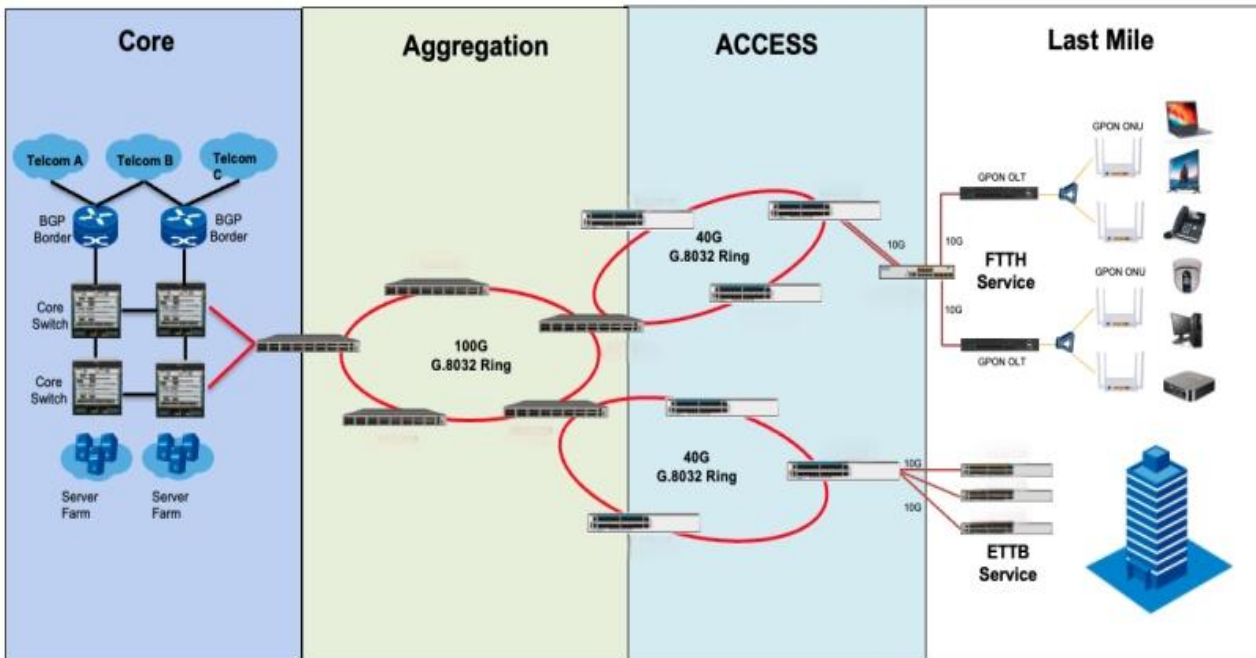 Core
Aggregation
ACCESS
Last Mile
Telcom A
Telcom B
Telcom
C
BGP
Border
BGP
Border
Core
Switch
Core
Switch
Server
Farm
Server
Farm
100G
G.8032 Ring
40G
G.8032 Ring
40G
G.8032 Ring
10G
10G
10G
GPON OLT
GPON ONU
FTTH
Service
GPON ONU
GPON OLT
10G
10G
ETTB
Service